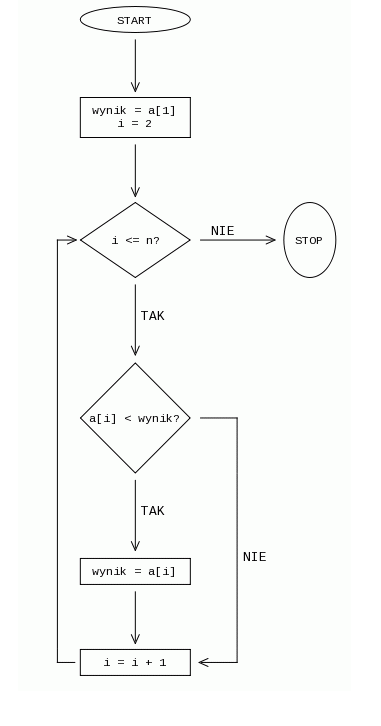 START
wynik = a[1]
i = 2
i <= n?
NIE
STOP
TAK
a[i] < wynik?
TAK
NIE
wynik = a[i]
i = i + 1